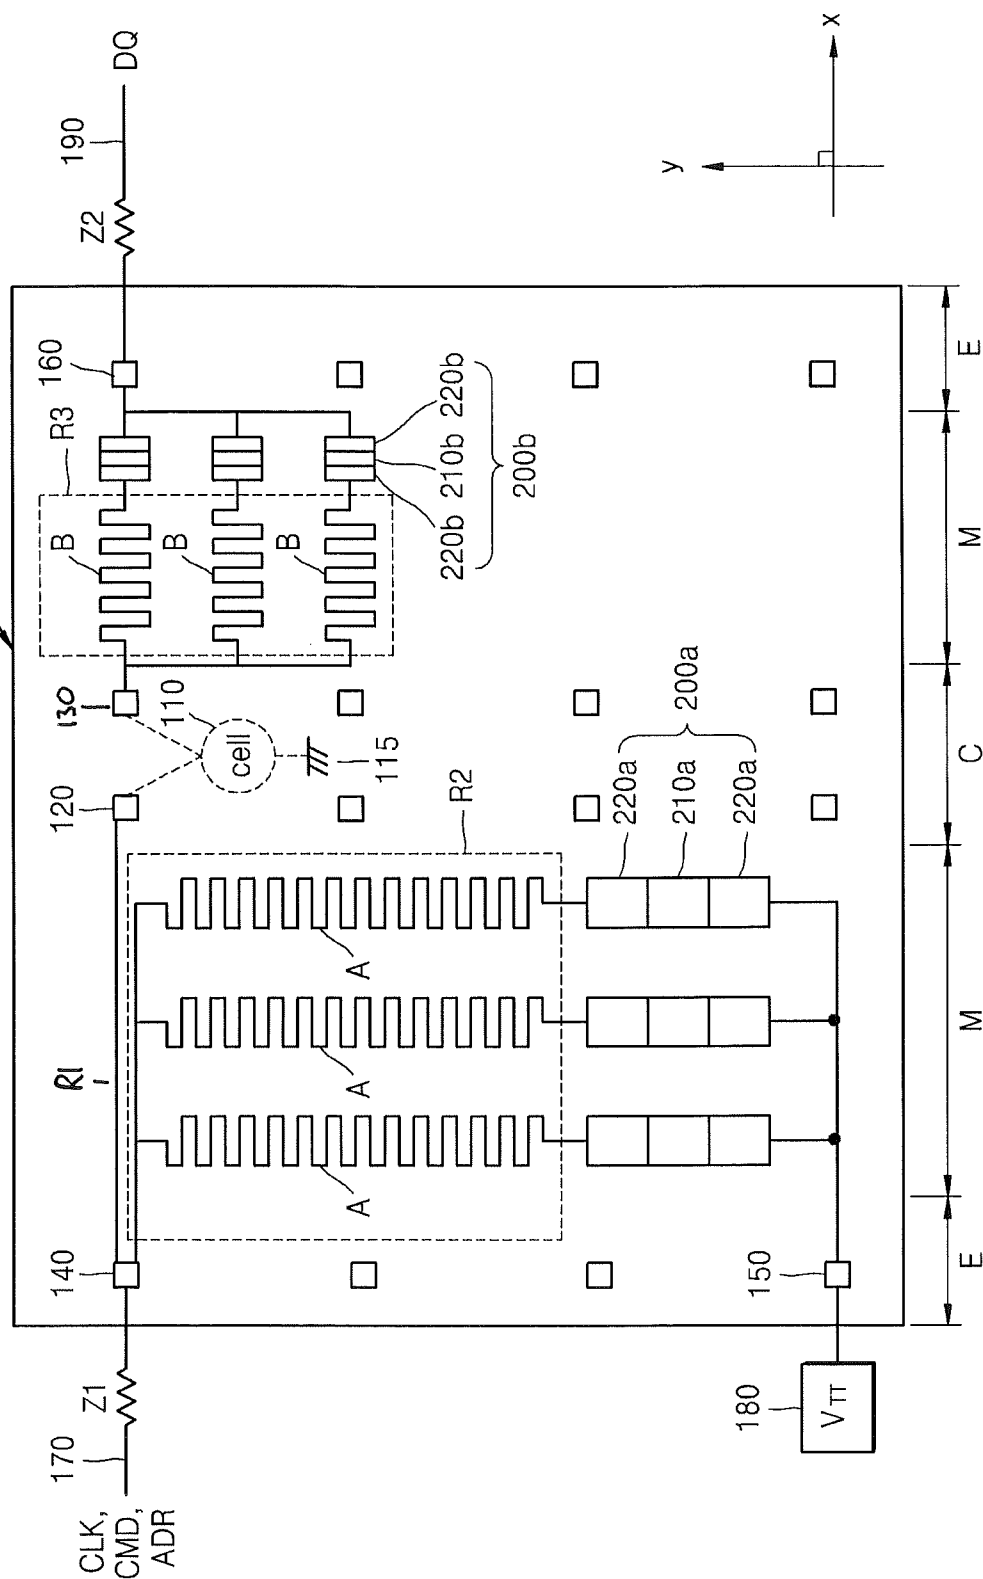 CLK,
CMD,
ADR
170
Z1
140
R1
120
130
110
cell
115
B
B
B
R3
160
Z2
190
DQ
220b
210b
220b
200b
A
A
A
R2
220a
210a
220a
200a
150
180
VTT
E
M
C
M
E
y
x